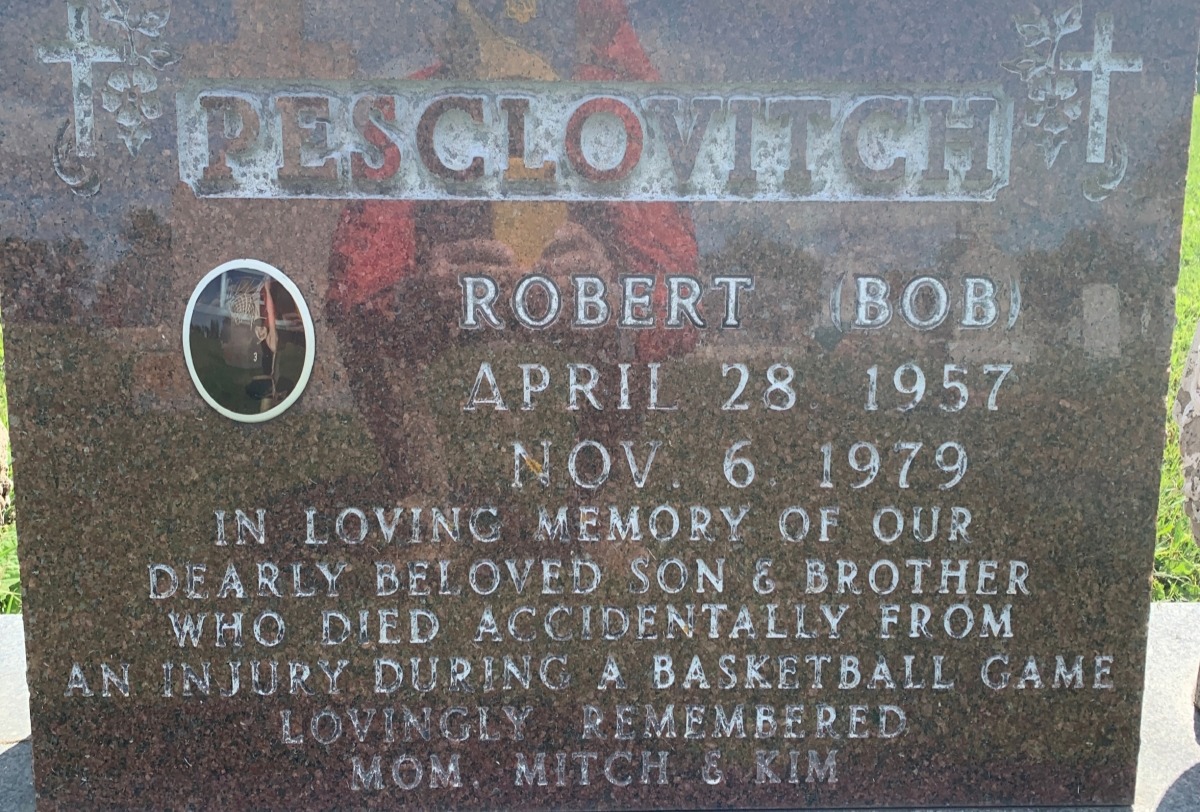 PESCLOVITCH
ROBERT (BOB)
APRIL 28. 1957
NOV. 6. 1979
IN LOVING MEMORY OF OUR
DEARLY BELOVED SON & BROTHER
WHO DIED ACCIDENTALLY FROM
AN INJURY DURING A BASKETBALL GAME
LOVINGLY REMEMBERED
MOM. MITCH & KIM
3